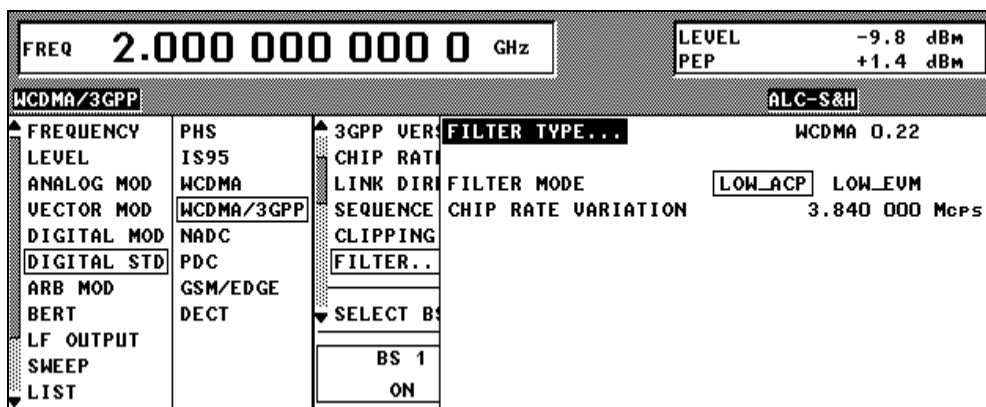 FREQ 2.000 000 000 0 GHz
LEVEL -9.8 dBm
PEP +1.4 dBm
WCDMA/3GPP
ALC-S&H
FREQUENCY
LEVEL
ANALOG MOD
VECTOR MOD
DIGITAL MOD
DIGITAL STD
ARB MOD
BERT
LF OUTPUT
SWEEP
LIST
PHS
IS95
WCDMA
WCDMA/3GPP
NADC
PDC
GSM/EDGE
DECT
3GPP VERS
CHIP RATE
LINK DIR
SEQUENCE
CLIPPING
FILTER..
SELECT BS
BS 1
ON
FILTER TYPE... WCDMA 0.22
FILTER MODE LOW_ACP LOW_EVM
CHIP RATE VARIATION 3.840 000 Mcps